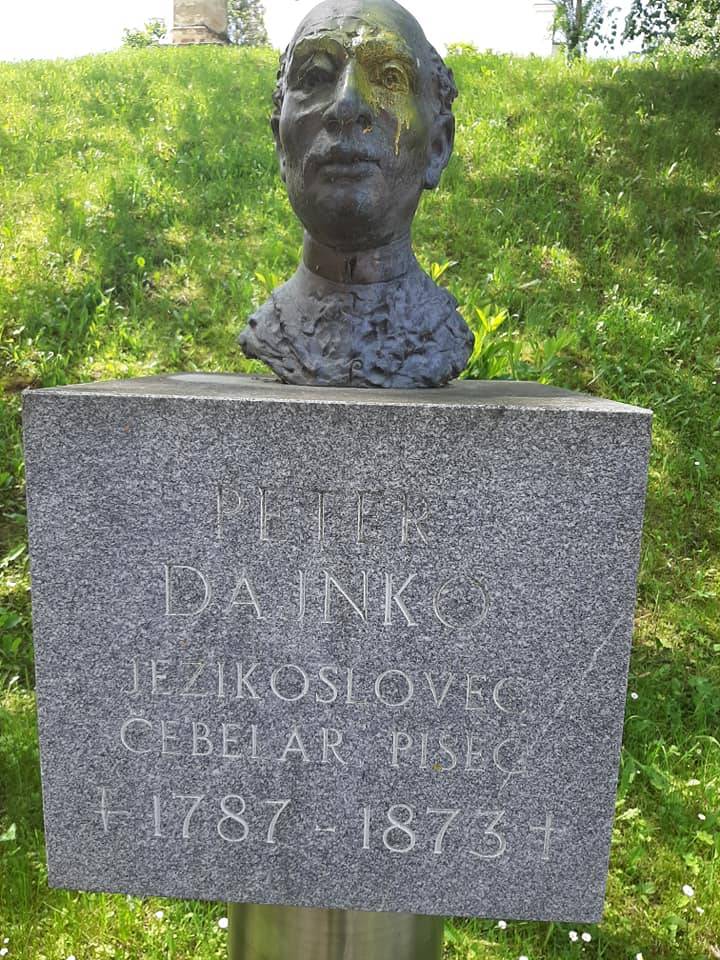 PETER
DAJNKO
JEZIKOSLOVEC
ČEBELAR PISEC
+ 1787 - 1873 +